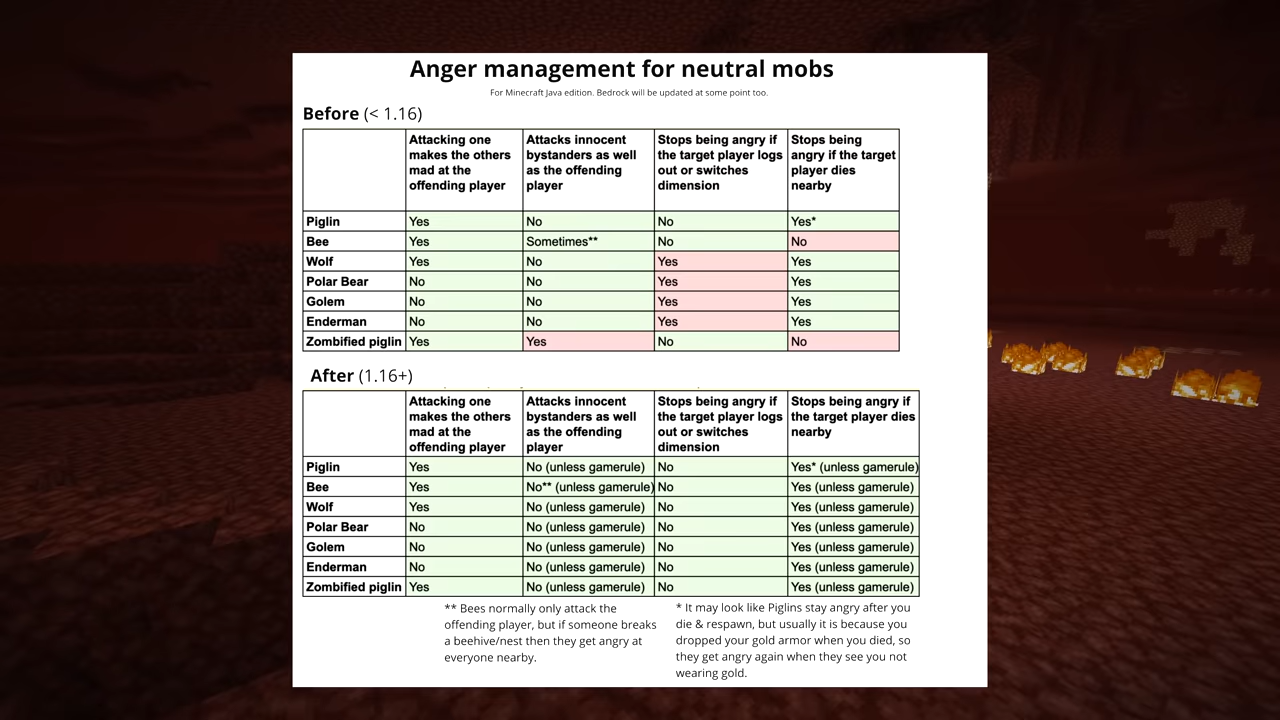 Anger management for neutral mobs
For Minecraft Java edition. Bedrock will be updated at some point too.
Before (< 1.16)
Attacking one makes the others mad at the offending player | Attacks innocent bystanders as well as the offending player | Stops being angry if the target player logs out or switches dimension | Stops being angry if the target player dies nearby
Piglin | Yes | No | No | Yes*
Bee | Yes | Sometimes** | No | No
Wolf | Yes | No | Yes | Yes
Polar Bear | No | No | Yes | Yes
Golem | No | No | Yes | Yes
Enderman | No | No | Yes | Yes
Zombified piglin | Yes | Yes | No | No
After (1.16+)
Attacking one makes the others mad at the offending player | Attacks innocent bystanders as well as the offending player | Stops being angry if the target player logs out or switches dimension | Stops being angry if the target player dies nearby
Piglin | Yes | No (unless gamerule) | No | Yes* (unless gamerule)
Bee | Yes | No** (unless gamerule) | No | Yes (unless gamerule)
Wolf | Yes | No (unless gamerule) | No | Yes (unless gamerule)
Polar Bear | No | No (unless gamerule) | No | Yes (unless gamerule)
Golem | No | No (unless gamerule) | No | Yes (unless gamerule)
Enderman | No | No (unless gamerule) | No | Yes (unless gamerule)
Zombified piglin | Yes | No (unless gamerule) | No | Yes (unless gamerule)
** Bees normally only attack the
offending player, but if someone breaks
a beehive/nest then they get angry at
everyone nearby.
* It may look like Piglins stay angry after you
die & respawn, but usually it is because you
dropped your gold armor when you died, so
they get angry again when they see you not
wearing gold.